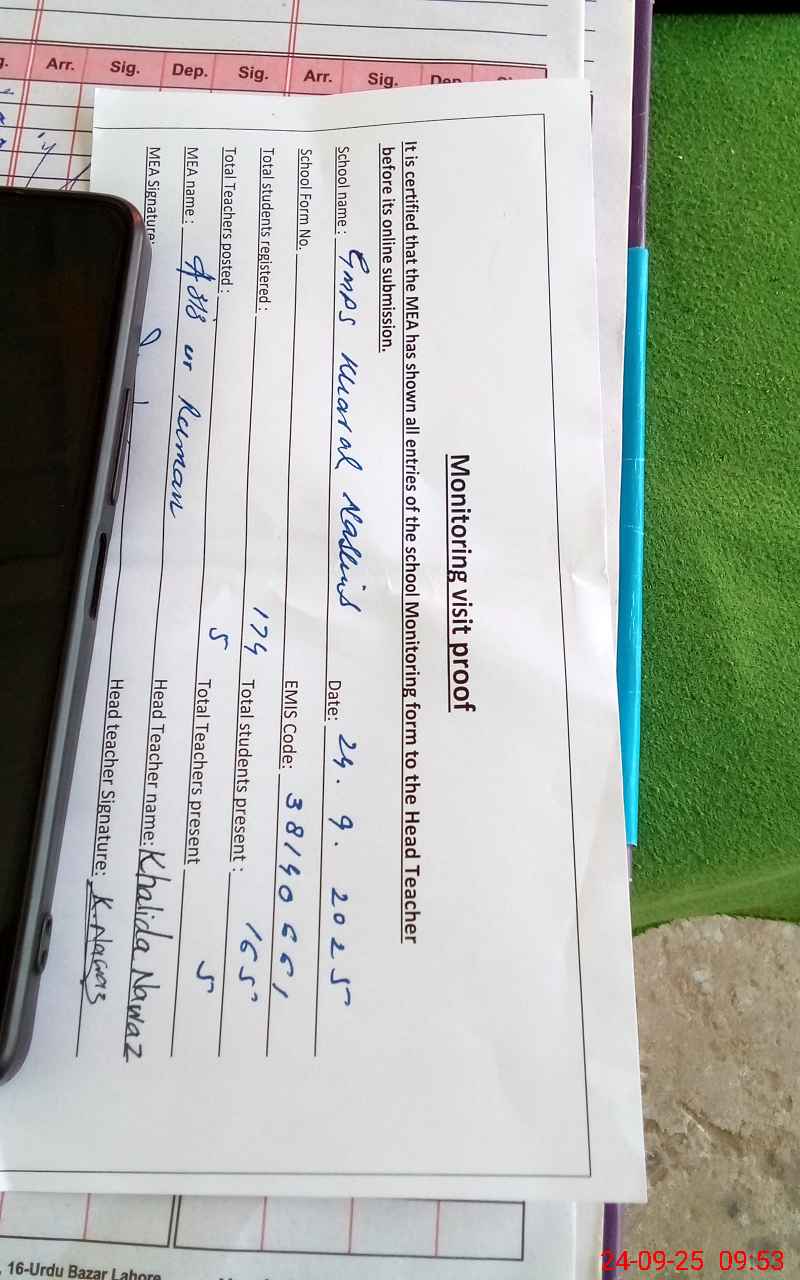 Arr. Sig. Dep. Sig. Arr. Sig.
Monitoring visit proof
It is certified that the MEA has shown all entries of the school Monitoring form to the Head Teacher
before its online submission.
School name : GMPS Kharal Date: 24. 9. 2025
School Form No. EMIS Code: 38140661
Total students registered : 174 Total students present : 165
Total Teachers posted : 5 Total Teachers present 5
MEA name : ur Reman Head Teacher name: Khalida Nawaz
MEA Signature: Head teacher Signature: K.Nawaz
16-Urdu Bazar Lahore
24-09-25 09:53